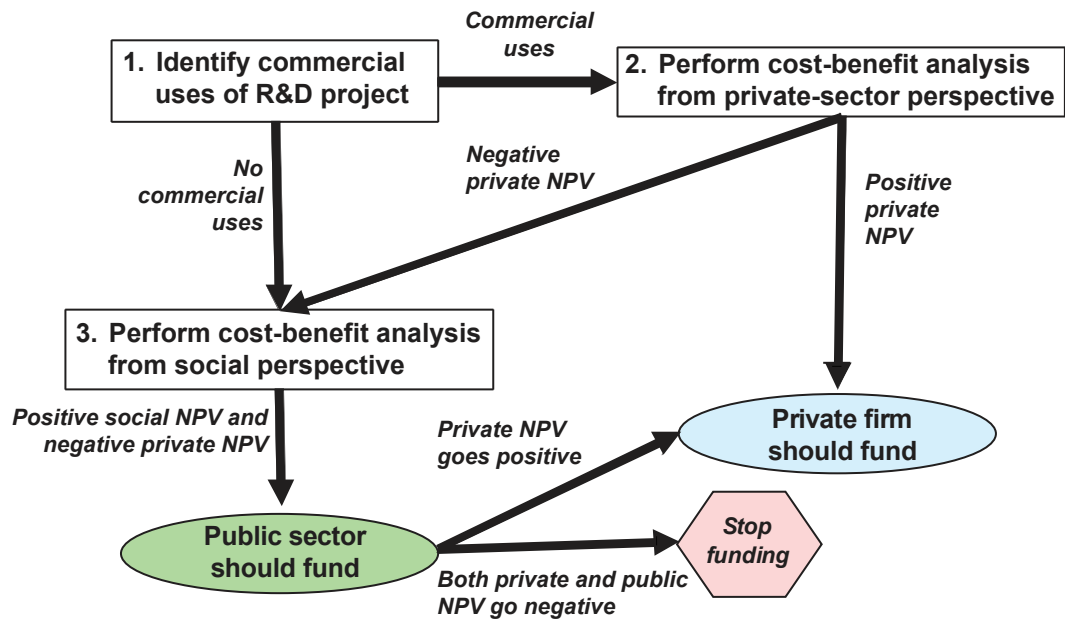 Commercial
uses
1. Identify commercial
uses of R&D project
2. Perform cost-benefit analysis
from private-sector perspective
No
commercial
uses
Negative
private NPV
Positive
private
NPV
3. Perform cost-benefit analysis
from social perspective
Positive social NPV and
negative private NPV
Private NPV
goes positive
Private firm
should fund
Public sector
should fund
Stop
funding
Both private and public
NPV go negative